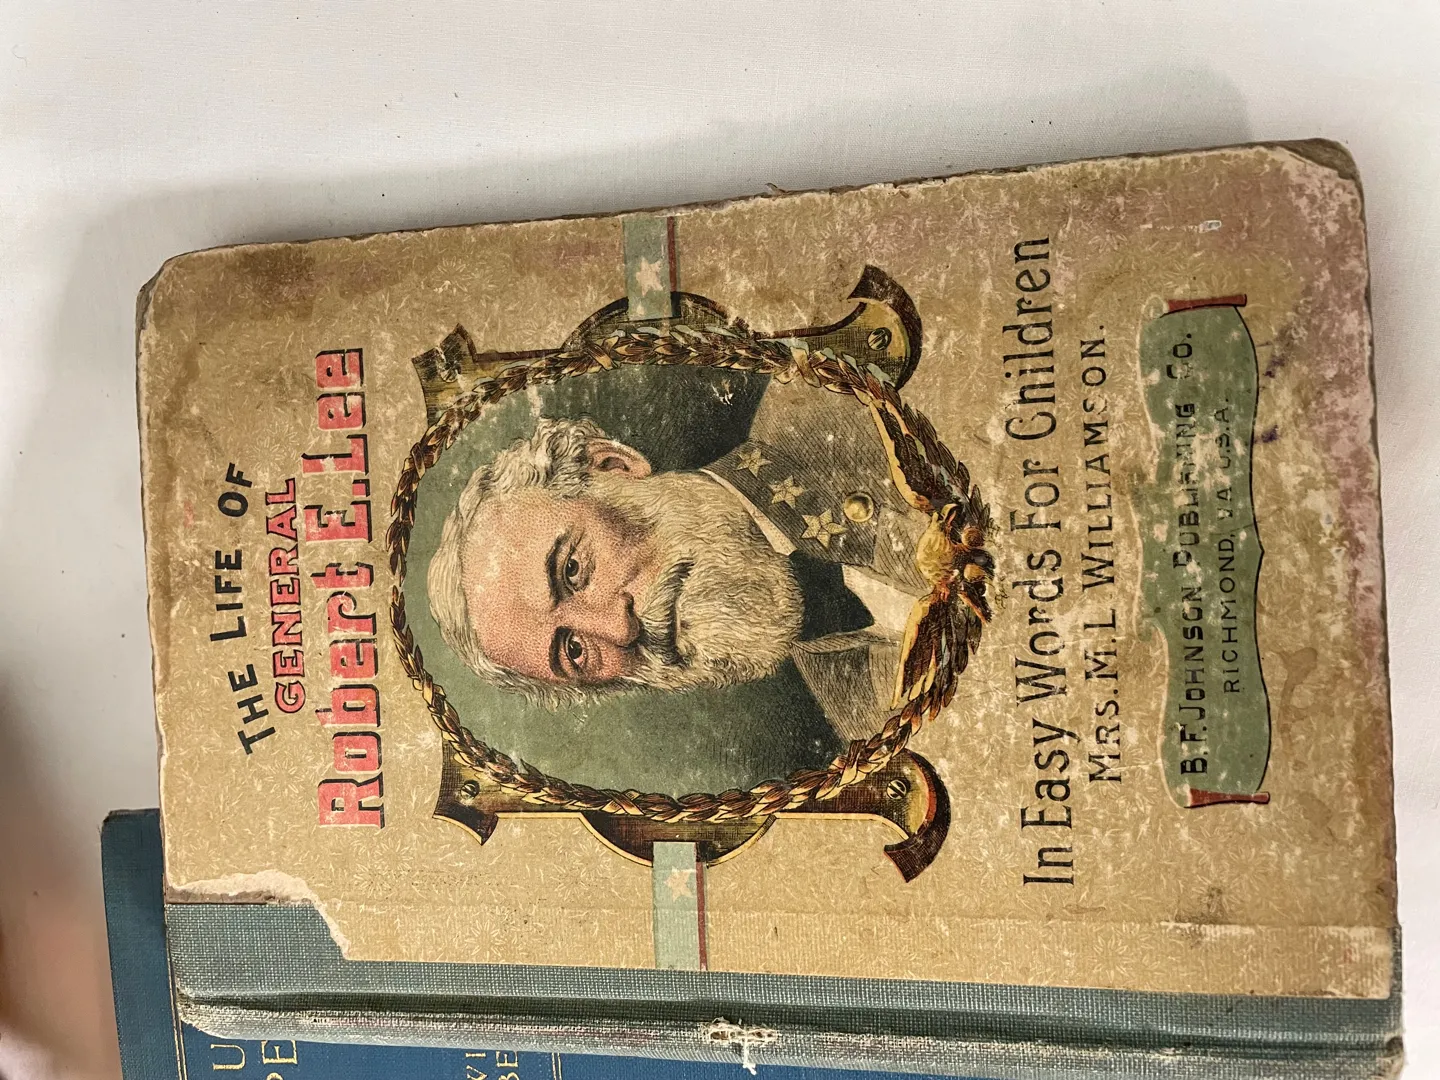 THE LIFE OF
GENERAL
Robert E. Lee
In Easy Words For Children
MRS. M. L. WILLIAMSON.
B. F. JOHNSON PUBLISHING CO.
RICHMOND, VA U.S.A.